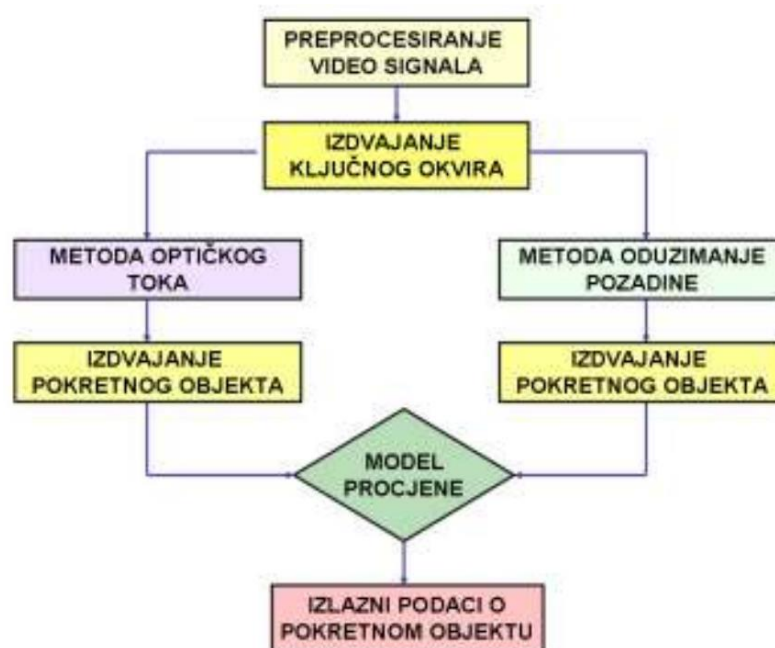 PREPROCESIRANJE
VIDEO SIGNALA
IZDVAJANJE
KLJUČNOG OKVIRA
METODA OPTIČKOG
TOKA
METODA ODUZIMANJE
POZADINE
IZDVAJANJE
POKRETNOG OBJEKTA
IZDVAJANJE
POKRETNOG OBJEKTA
MODEL
PROCJENE
IZLAZNI PODACI O
POKRETNOM OBJEKTU